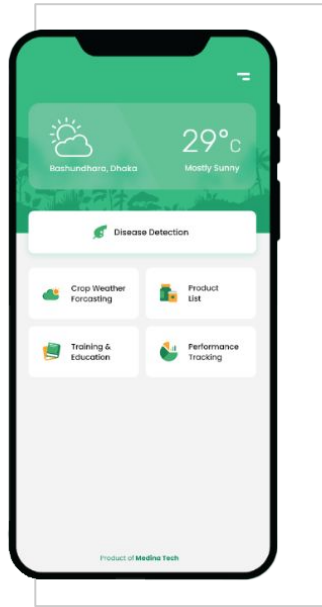 29°c
Bashundhara, Dhaka
Mostly Sunny
Disease Detection
Crop Weather
Forcasting
Product
List
Training &
Education
Performance
Tracking
Product of Medina Tech